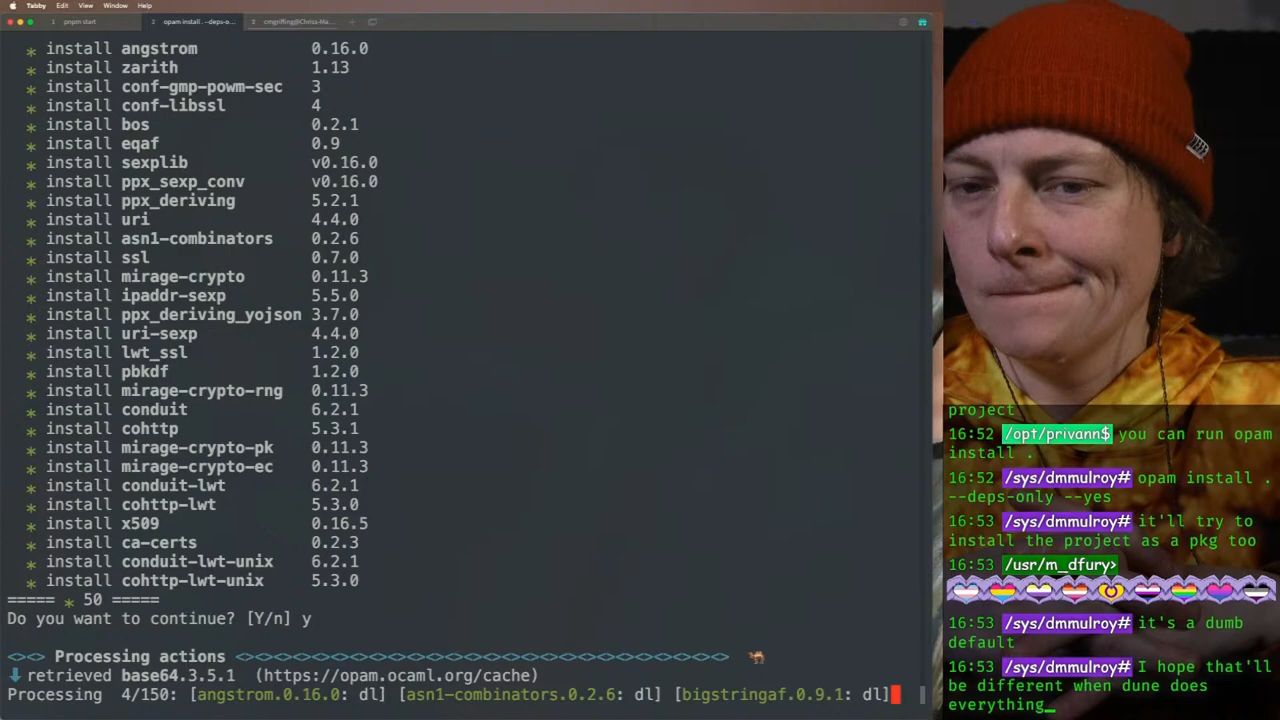 Tabby Edit View Window Help
1 pnpm start 2 opam install . --deps-o... 3 cmgriffing@Chriss-Ma...
* install angstrom 0.16.0
* install zarith 1.13
* install conf-gmp-powm-sec 3
* install conf-libssl 4
* install bos 0.2.1
* install eqaf 0.9
* install sexplib v0.16.0
* install ppx_sexp_conv v0.16.0
* install ppx_deriving 5.2.1
* install uri 4.4.0
* install asn1-combinators 0.2.6
* install ssl 0.7.0
* install mirage-crypto 0.11.3
* install ipaddr-sexp 5.5.0
* install ppx_deriving_yojson 3.7.0
* install uri-sexp 4.4.0
* install lwt_ssl 1.2.0
* install pbkdf 1.2.0
* install mirage-crypto-rng 0.11.3
* install conduit 6.2.1
* install cohttp 5.3.1
* install mirage-crypto-pk 0.11.3
* install mirage-crypto-ec 0.11.3
* install conduit-lwt 6.2.1
* install cohttp-lwt 5.3.0
* install x509 0.16.5
* install ca-certs 0.2.3
* install conduit-lwt-unix 6.2.1
* install cohttp-lwt-unix 5.3.0
===== * 50 =====
Do you want to continue? [Y/n] y
<><> Processing actions <><><><><><><><><><><><><><><><><><><><><><><><><><> 🐫
⬇ retrieved base64.3.5.1 (https://opam.ocaml.org/cache)
Processing 4/150: [angstrom.0.16.0: dl] [asn1-combinators.0.2.6: dl] [bigstringaf.0.9.1: dl]
project
16:52 /opt/privann$ you can run opam
install .
16:52 /sys/dmmulroy# opam install .
--deps-only --yes
16:53 /sys/dmmulroy# it'll try to
install the project as a pkg too
16:53 /usr/m_dfury>
16:53 /sys/dmmulroy# it's a dumb
default
16:53 /sys/dmmulroy# I hope that'll
be different when dune does
everything_